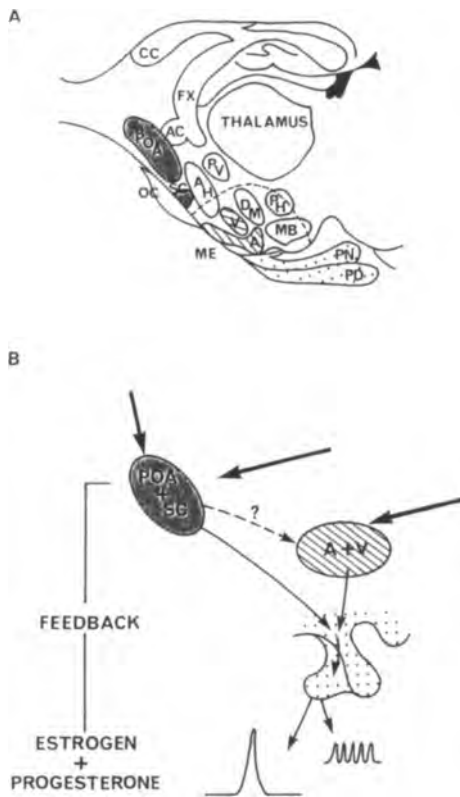 A
CC
FX
THALAMUS
AC
POA
OC
SC
AH
PV
DM
PH
V
A
MB
ME
PN
PD
B
POA
+
SC
?
A+V
FEEDBACK
ESTROGEN
+
PROGESTERONE